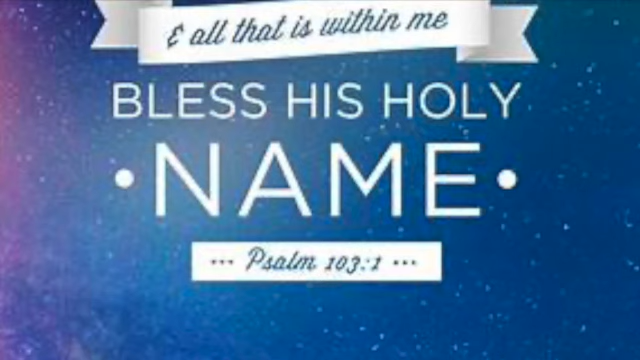 & all that is within me
BLESS HIS HOLY
•NAME•
··· Psalm 103:1 ···